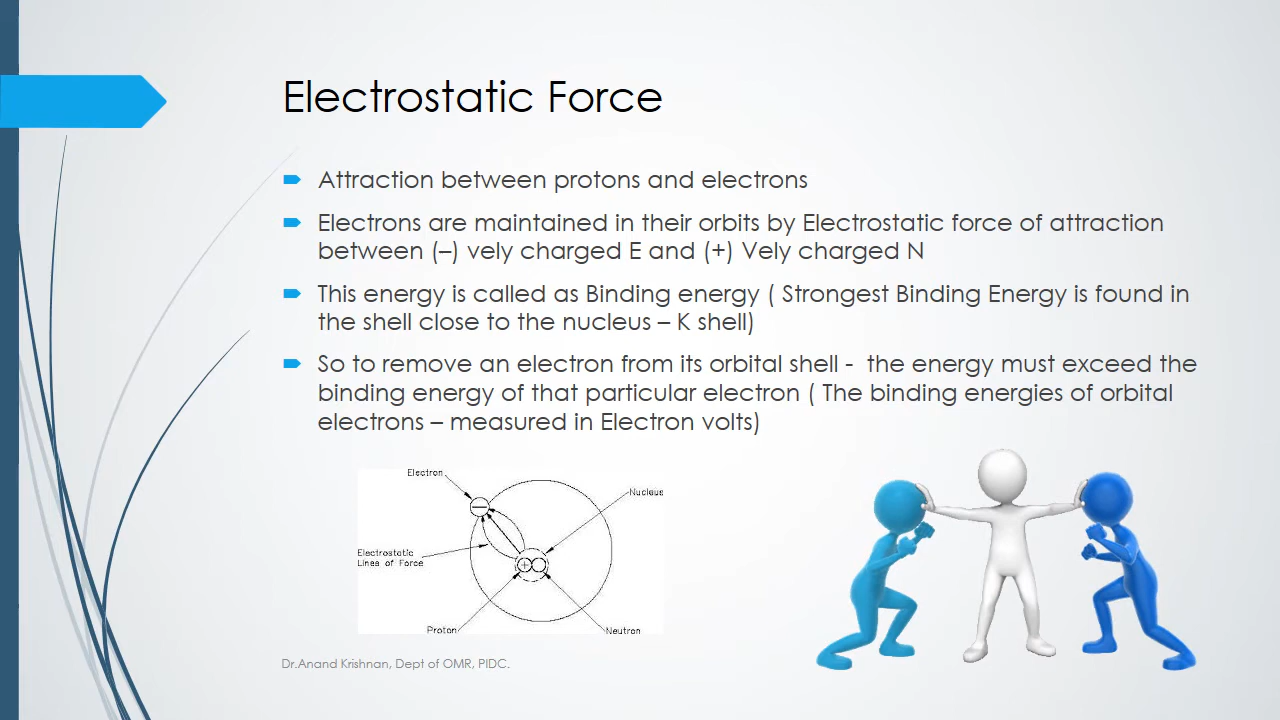 Electrostatic Force
Attraction between protons and electrons
Electrons are maintained in their orbits by Electrostatic force of attraction
between (–) vely charged E and (+) Vely charged N
This energy is called as Binding energy ( Strongest Binding Energy is found in
the shell close to the nucleus – K shell)
So to remove an electron from its orbital shell -  the energy must exceed the
binding energy of that particular electron ( The binding energies of orbital
electrons – measured in Electron volts)
Electron
Nucleus
Electrostatic
Lines of Force
Proton
Neutron
Dr.Anand Krishnan, Dept of OMR, PIDC.